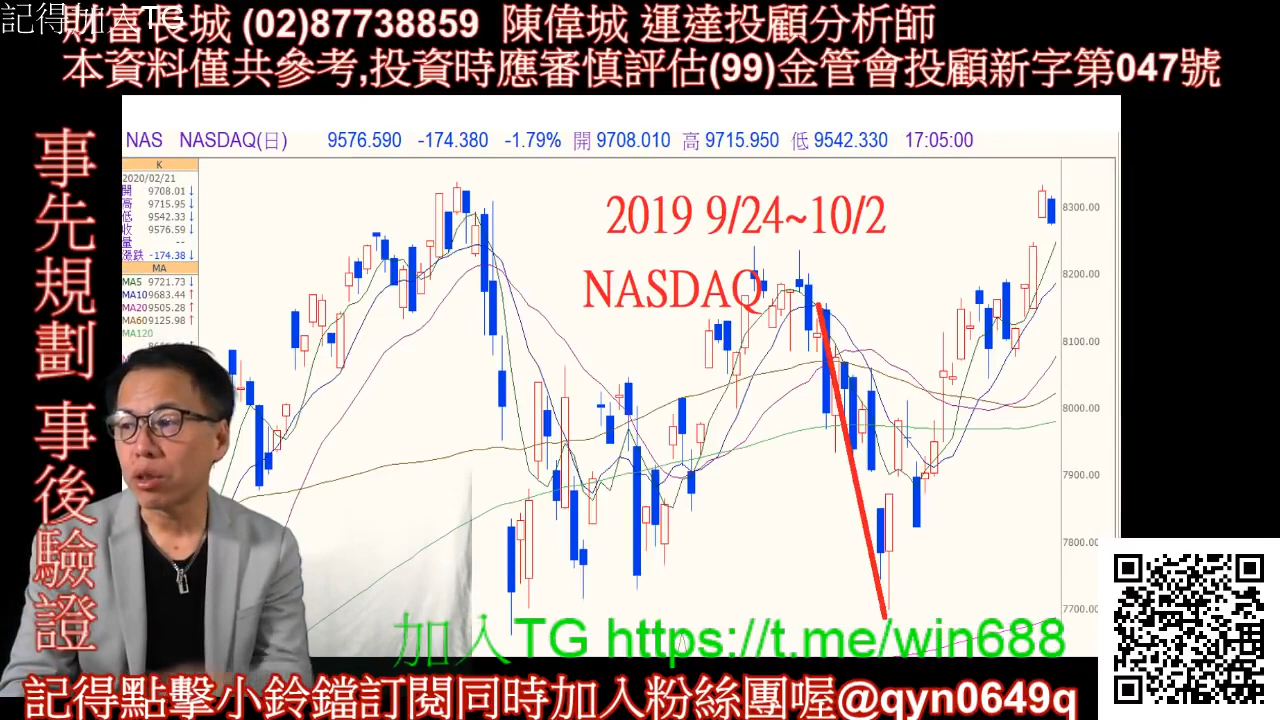 記得加入TG
財富長城 (02)87738859 陳偉城 運達投顧分析師
本資料僅共參考,投資時應審慎評估(99)金管會投顧新字第047號
事先規劃 事後驗證
NAS NASDAQ(日) 9576.590 -174.380 -1.79% 開 9708.010 高 9715.950 低 9542.330 17:05:00
K
2020/02/21
開 9708.01↓
高 9715.95↓
低 9542.33↓
收 9576.59↓
量 --
漲跌 -174.38↓
MA
MA5 9721.73↓
MA10 9683.44↑
MA20 9505.28↑
MA60 9125.98↑
MA120
2019 9/24~10/2
NASDAQ
8300.00
8200.00
8100.00
8000.00
7900.00
7800.00
7700.00
加入TG https://t.me/win688
記得點擊小鈴鐺訂閱同時加入粉絲團喔@qyn0649q